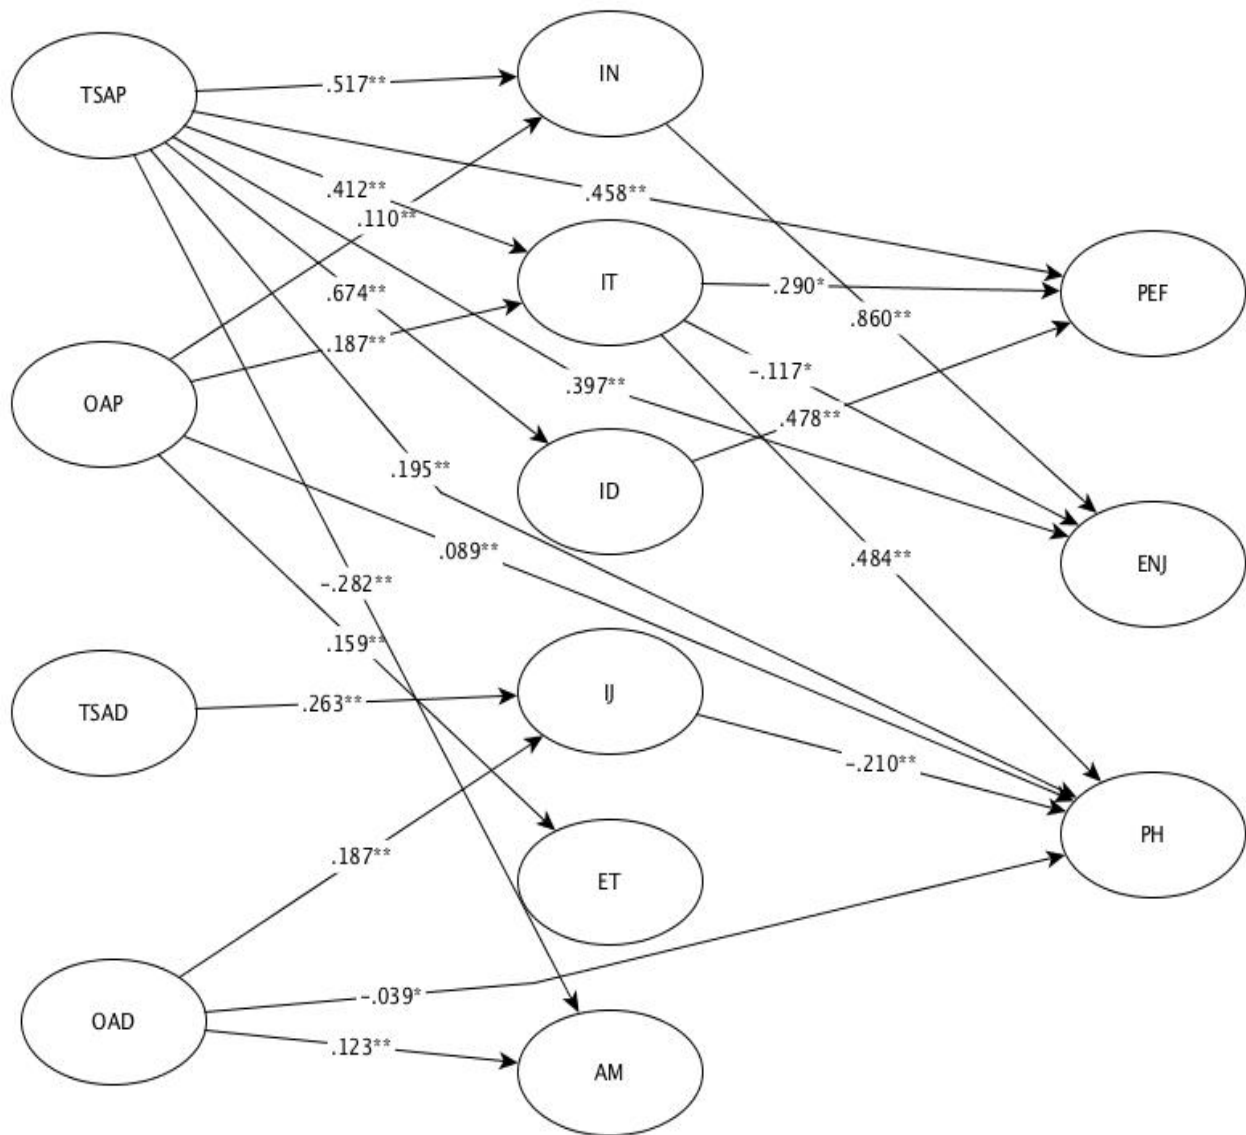 TSAP
IN
.517**
.412**
.458**
.110**
IT
.674**
.290*
PEF
.187**
.860**
OAP
.397**
-.117*
.478**
ID
.195**
.089**
.484**
ENJ
-.282**
.159**
TSAD
.263**
IJ
-.210**
.187**
ET
PH
OAD
-.039*
.123**
AM